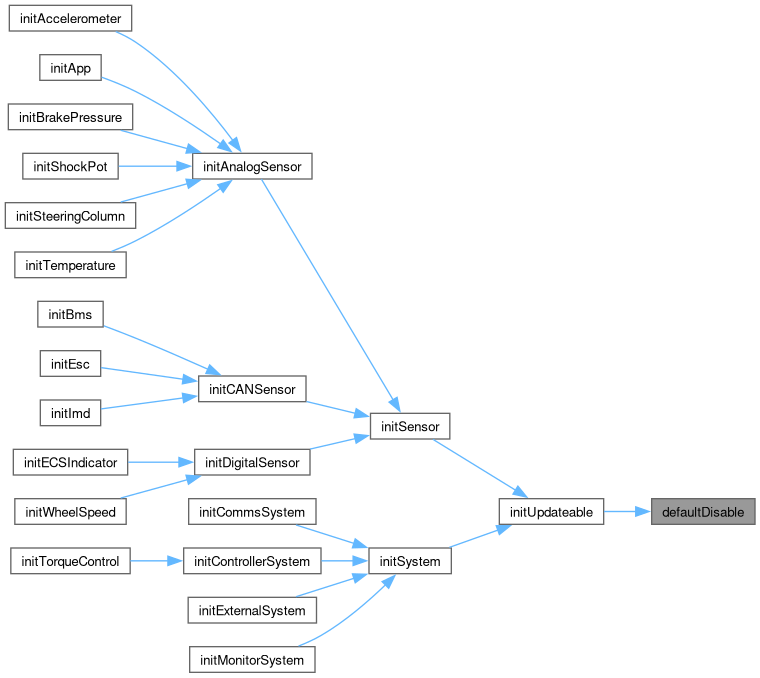 initAccelerometer
initApp
initBrakePressure
initShockPot
initAnalogSensor
initSteeringColumn
initTemperature
initBms
initEsc
initCANSensor
initImd
initSensor
initECSIndicator
initDigitalSensor
initWheelSpeed
initCommsSystem
initUpdateable
defaultDisable
initTorqueControl
initControllerSystem
initSystem
initExternalSystem
initMonitorSystem